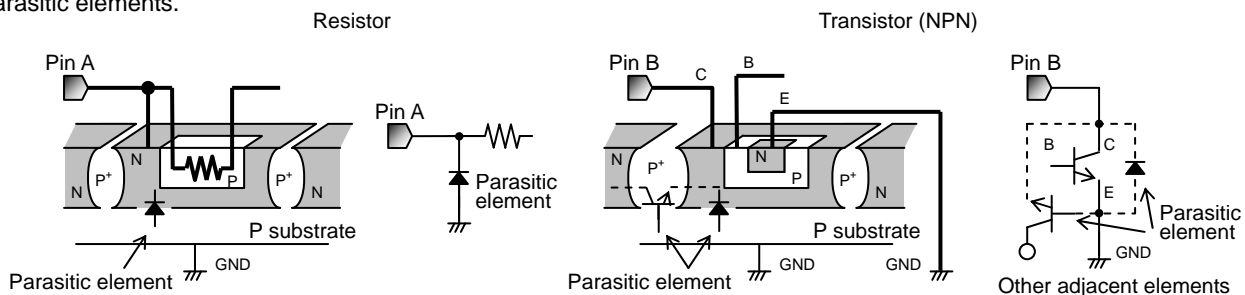 arasitic elements.
Resistor
Transistor (NPN)
Pin A
Pin A
N
N
P+
P
P+
N
Parasitic
element
P substrate
GND
Parasitic element
Pin B
C
B
E
N
N
P+
N
P
P+
N
P substrate
GND
GND
Parasitic element
Pin B
B
C
E
Parasitic
element
GND
Other adjacent elements